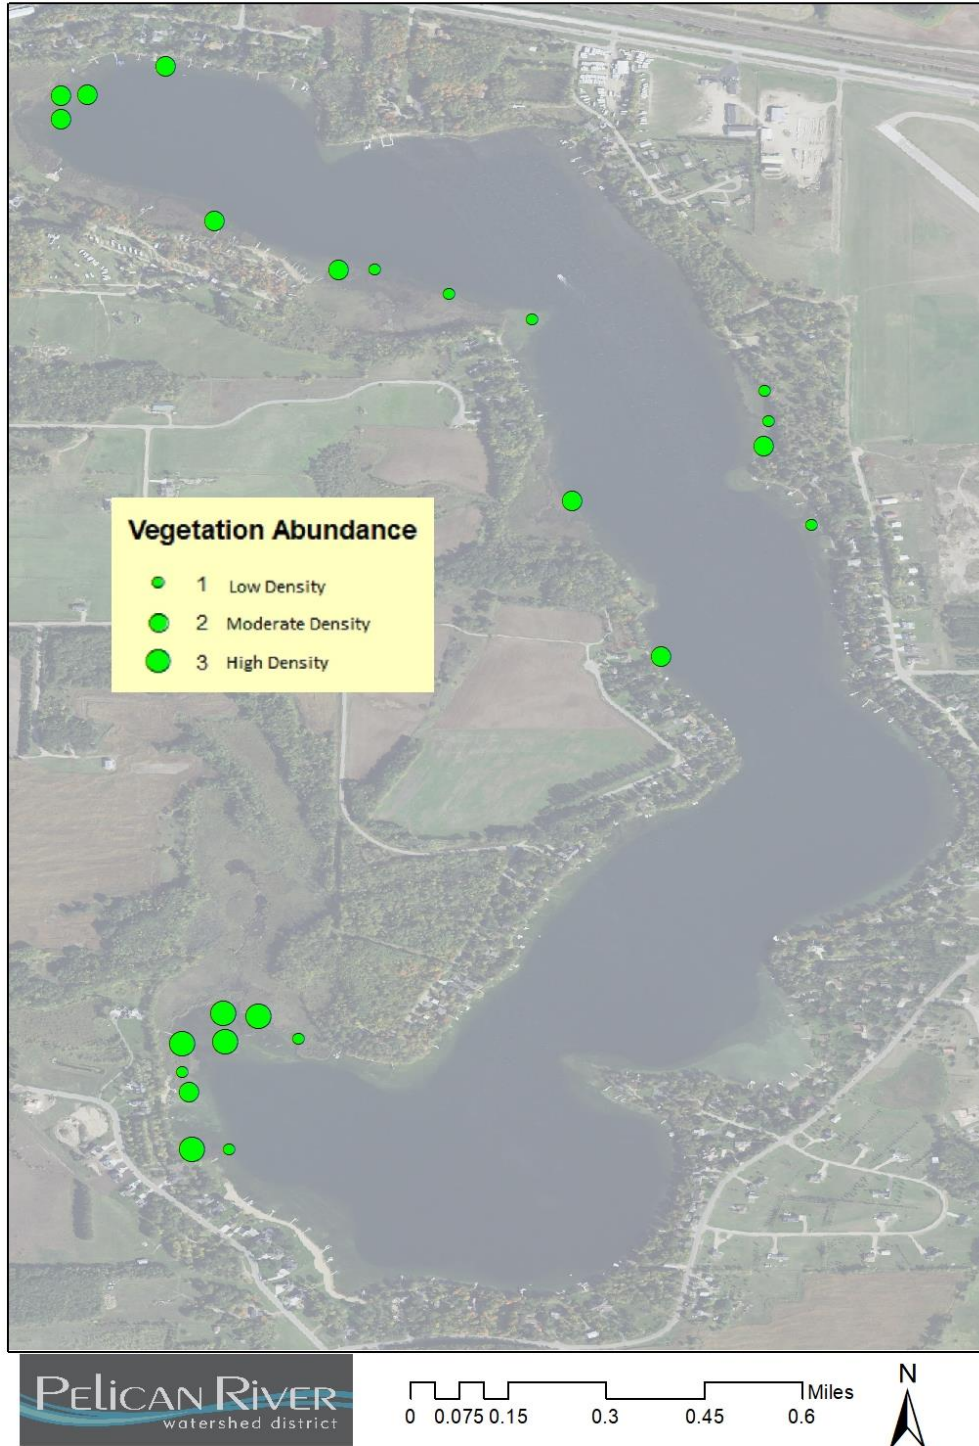 Vegetation Abundance
1 Low Density
2 Moderate Density
3 High Density
PELICAN RIVER
watershed district
N
Miles
0 0.075 0.15 0.3 0.45 0.6